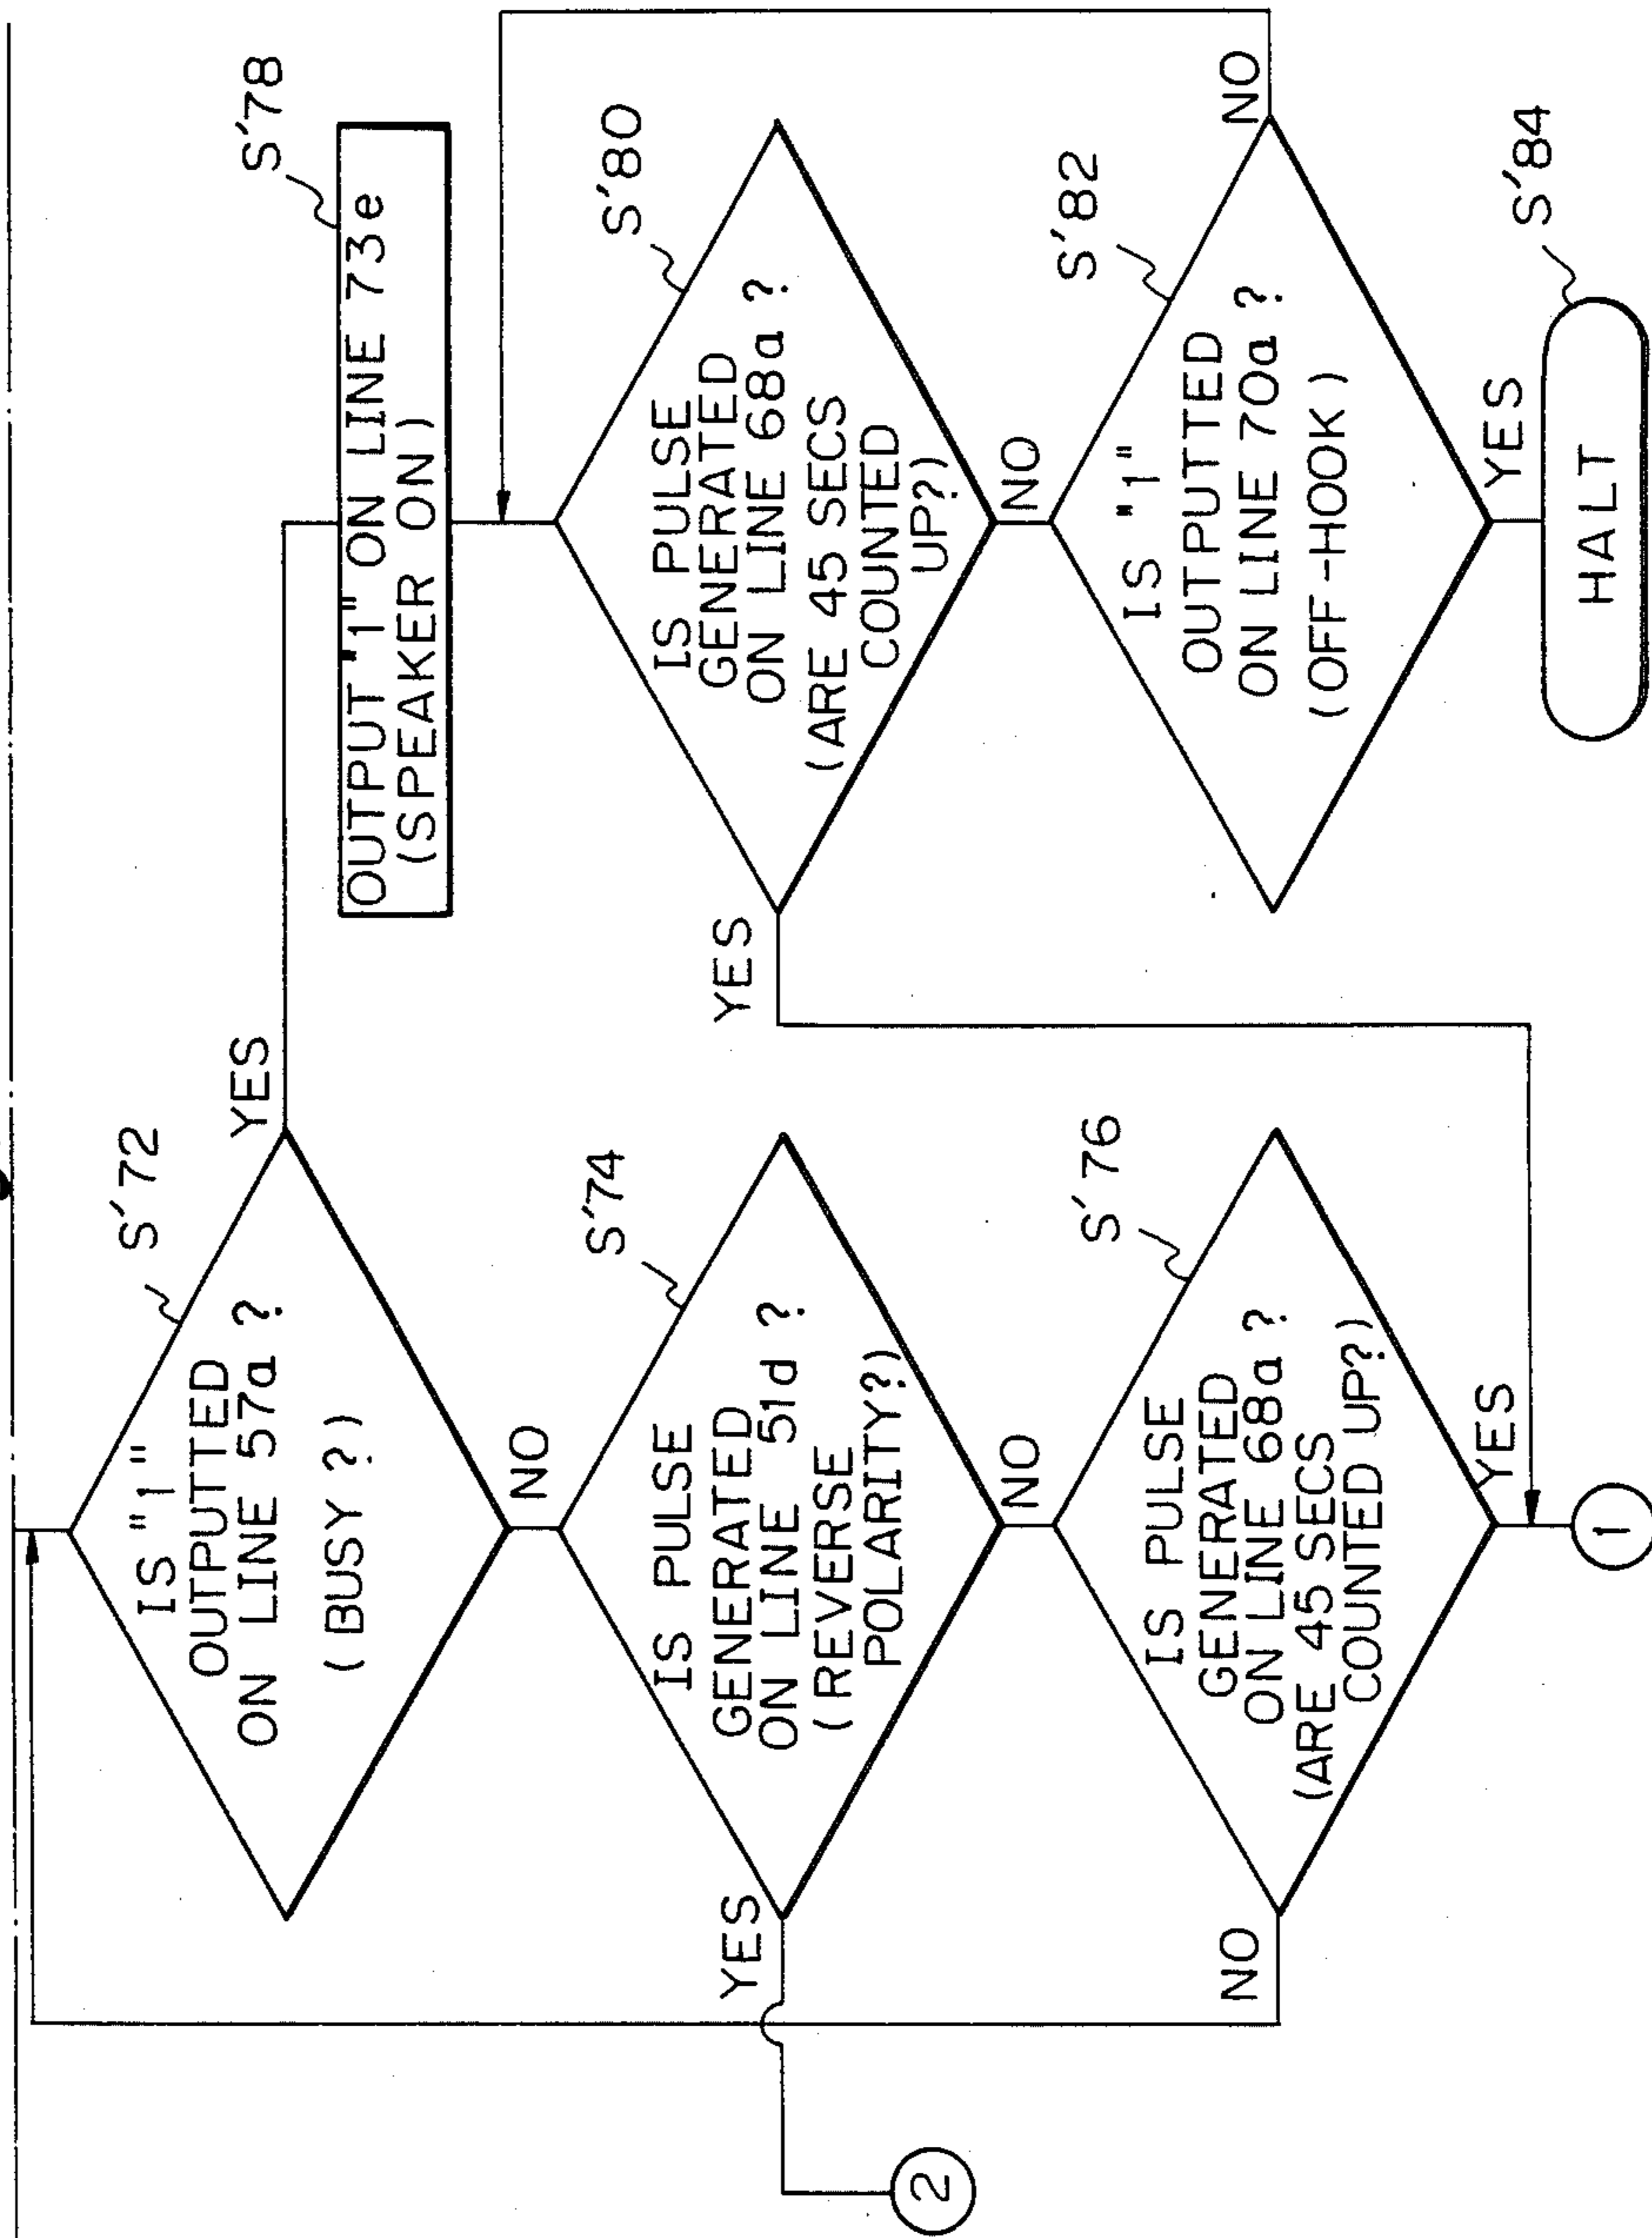 S'72
IS "1"
OUTPUTTED
ON LINE 57a ?
(BUSY ?)
YES
NO
S'74
IS PULSE
GENERATED
ON LINE 51d ?
(REVERSE
POLARITY?)
YES
NO
2
S'76
IS PULSE
GENERATED
ON LINE 68a ?
(ARE 45 SECS
COUNTED UP?)
NO
YES
1
S'78
OUTPUT "1" ON LINE 73e
(SPEAKER ON)
S'80
IS PULSE
GENERATED
ON LINE 68a ?
(ARE 45 SECS
COUNTED
UP?)
YES
NO
S'82
IS "1"
OUTPUTTED
ON LINE 70a ?
(OFF-HOOK)
NO
YES
S'84
HALT